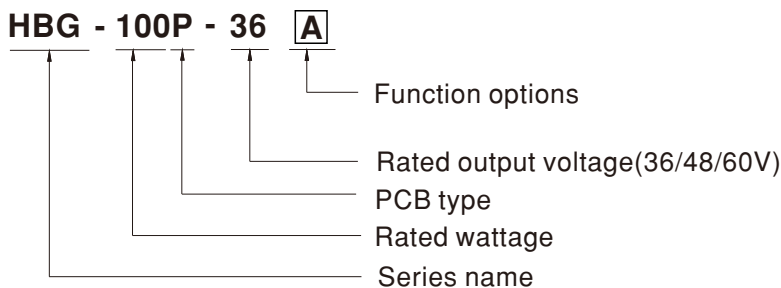 HBG - 100P - 36 A
Function options
Rated output voltage(36/48/60V)
PCB type
Rated wattage
Series name